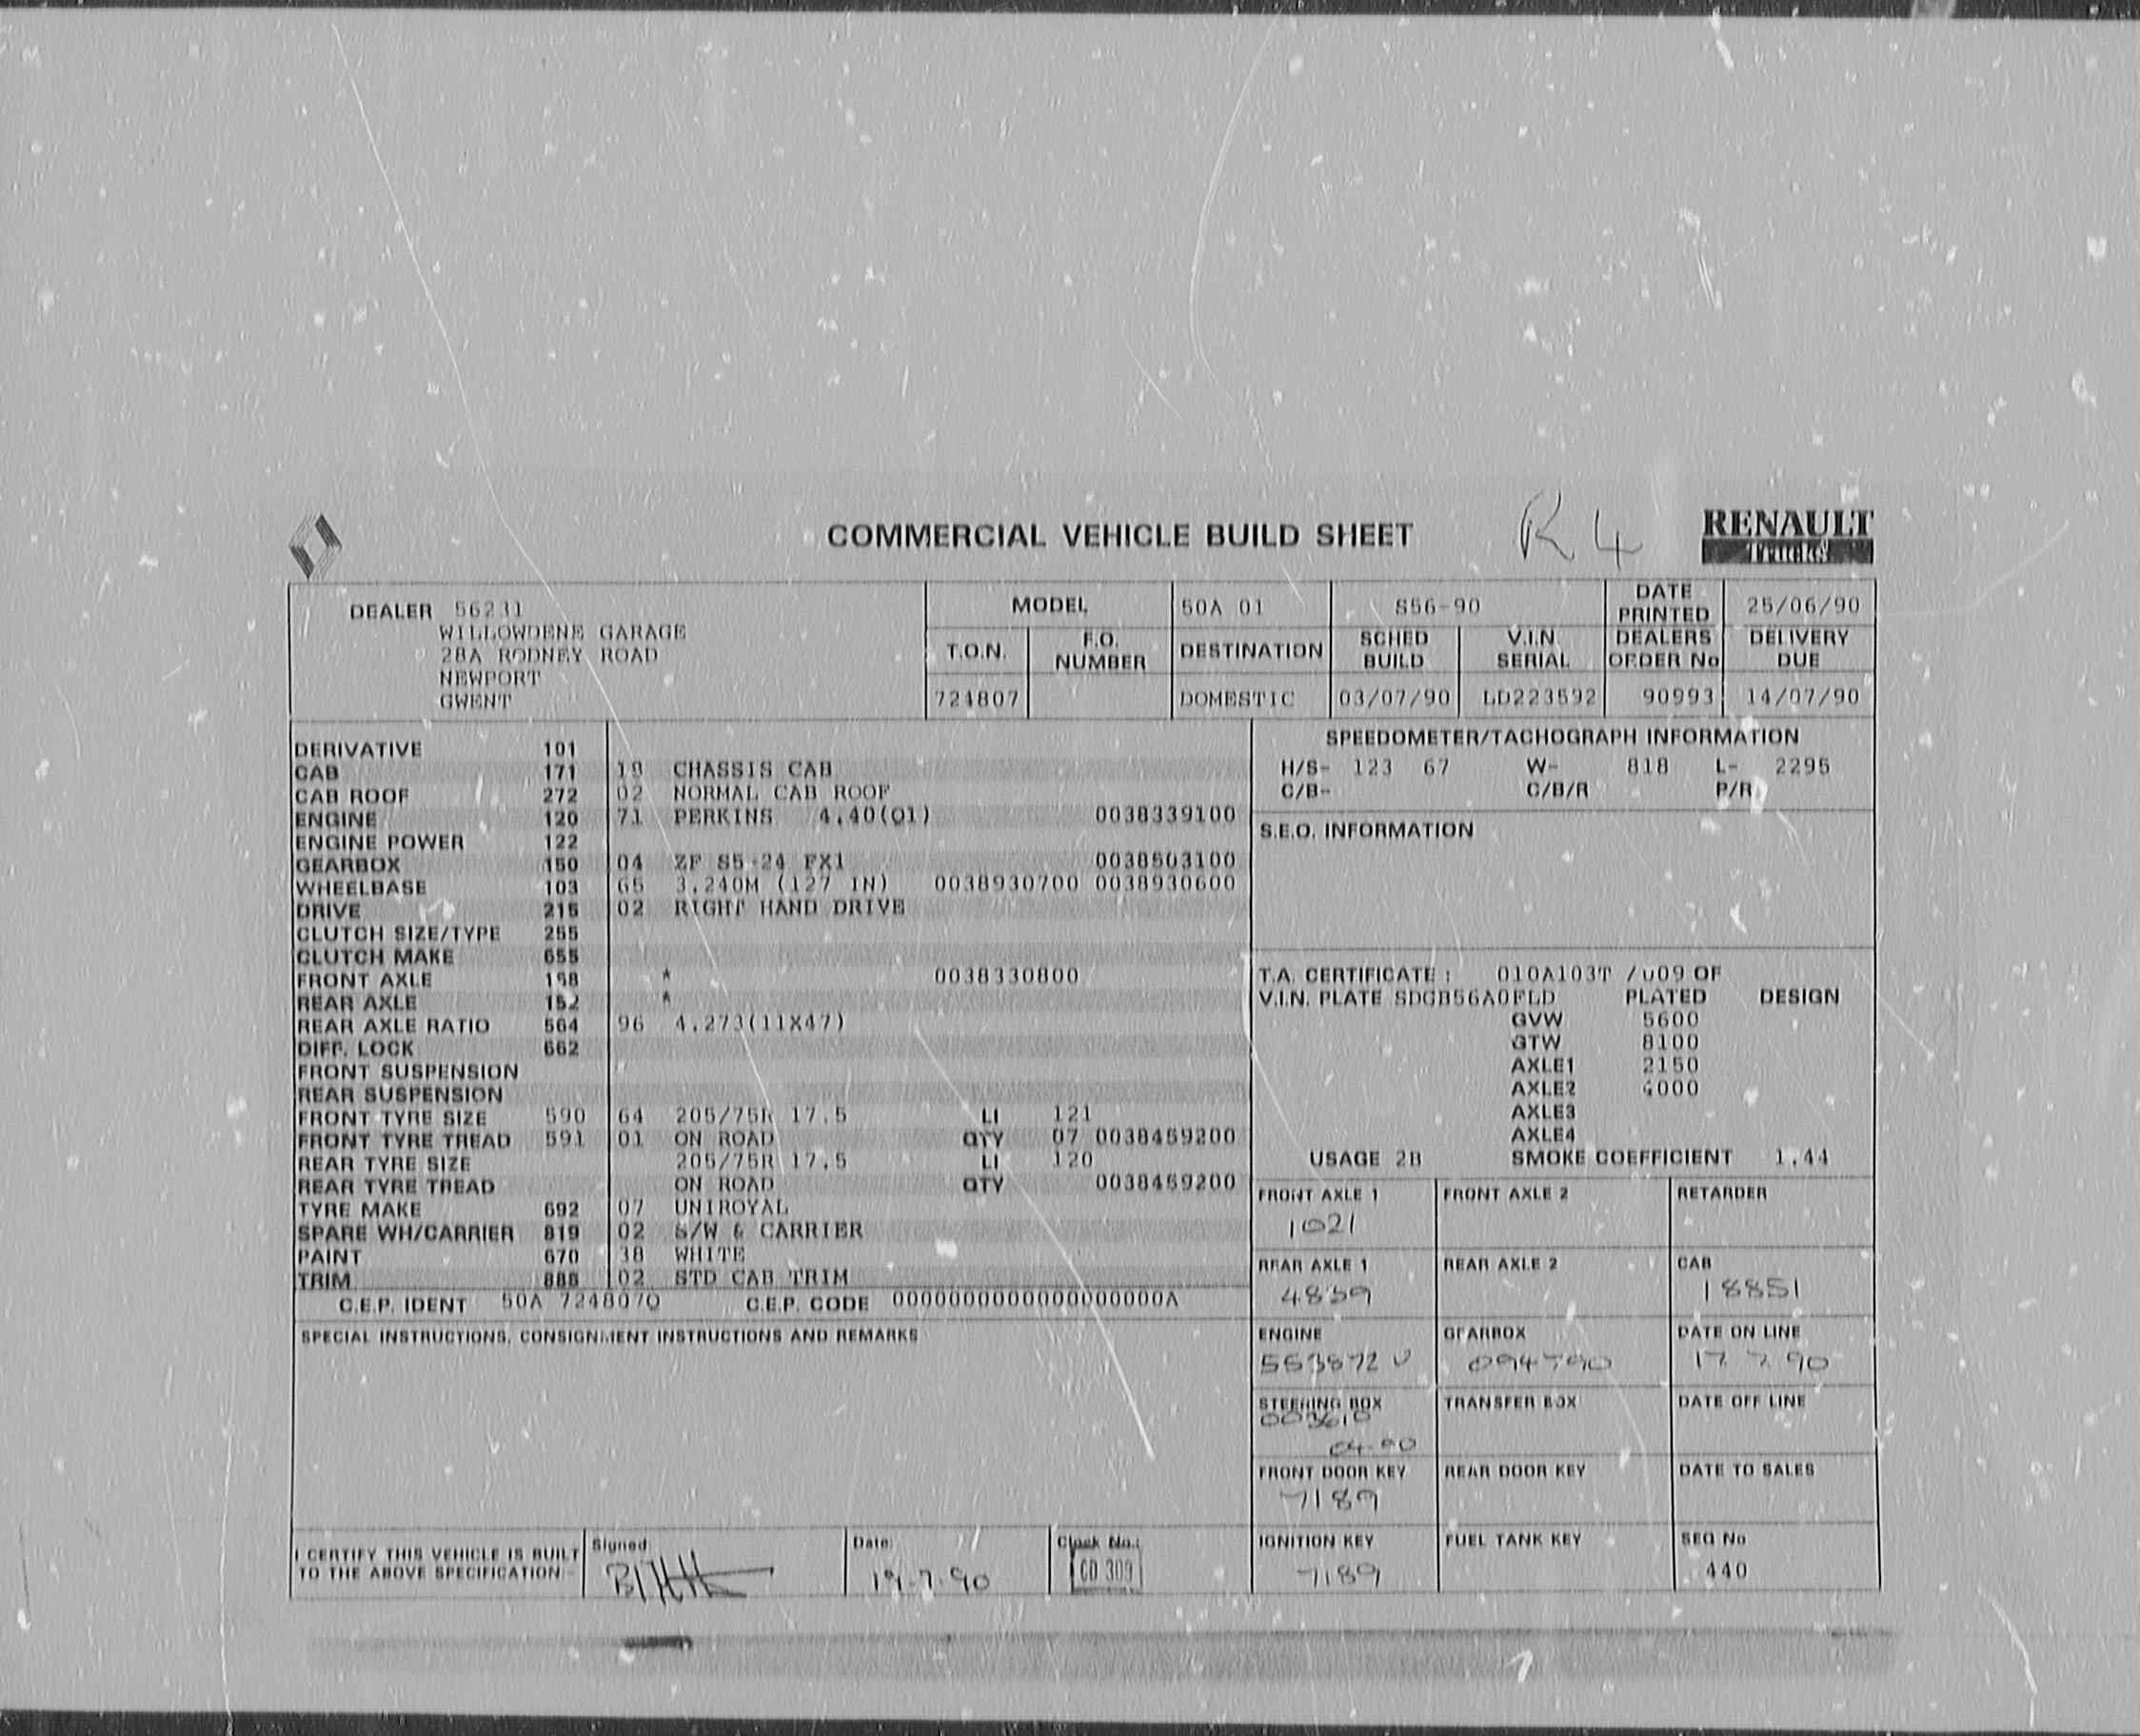 COMMERCIAL VEHICLE BUILD SHEET R4 RENAULT
Trucks
DEALER 56231
WILLOWDENE GARAGE
28A RODNEY ROAD
NEWPORT
GWENT
MODEL 50A 01 S56-90 DATE PRINTED 25/06/90
T.O.N. F.O. NUMBER DESTINATION SCHED BUILD V.I.N. SERIAL DEALERS ORDER No DELIVERY DUE
724807 DOMESTIC 03/07/90 LD223592 90993 14/07/90
DERIVATIVE 101
CAB 171 19 CHASSIS CAB
CAB ROOF 272 02 NORMAL CAB ROOF
ENGINE 120 71 PERKINS 4.40(01) 0038339100
ENGINE POWER 122
GEARBOX 150 04 ZF S5-24 FX1 0038503100
WHEELBASE 103 65 3.240M (127 IN) 0038930700 0038930600
DRIVE 215 02 RIGHT HAND DRIVE
CLUTCH SIZE/TYPE 255
CLUTCH MAKE 655
FRONT AXLE 158 * 0038330800
REAR AXLE 152 *
REAR AXLE RATIO 564 96 4.273(11X47)
DIFF. LOCK 662
FRONT SUSPENSION
REAR SUSPENSION
FRONT TYRE SIZE 590 64 205/75R 17.5 LI 121
FRONT TYRE TREAD 591 01 ON ROAD QTY 07 0038459200
REAR TYRE SIZE 205/75R 17.5 LI 120
REAR TYRE TREAD ON ROAD QTY 0038459200
TYRE MAKE 692 07 UNIROYAL
SPARE WH/CARRIER 819 02 S/W & CARRIER
PAINT 670 38 WHITE
TRIM 888 02 STD CAB TRIM
C.E.P. IDENT 50A 724807Q C.E.P. CODE 0000000000000000000A
SPECIAL INSTRUCTIONS, CONSIGNMENT INSTRUCTIONS AND REMARKS
SPEEDOMETER/TACHOGRAPH INFORMATION
H/S- 123 67 W- 818 L- 2295
C/B- C/B/R P/R
S.E.O. INFORMATION
T.A. CERTIFICATE: 010A103T /009 OF
V.I.N. PLATE SDGB56A0FLD PLATED DESIGN
GVW 5600
GTW 8100
AXLE1 2150
AXLE2 4000
AXLE3
AXLE4
USAGE 2B SMOKE COEFFICIENT 1.44
FRONT AXLE 1 FRONT AXLE 2 RETARDER
1021
REAR AXLE 1 REAR AXLE 2 CAB
4859 18851
ENGINE GEARBOX DATE ON LINE
563872 U 094790 17.7.90
STEERING BOX TRANSFER BOX DATE OFF LINE
003610
04-90
FRONT DOOR KEY REAR DOOR KEY DATE TO SALES
7189
IGNITION KEY FUEL TANK KEY SEQ No
7189 440
I CERTIFY THIS VEHICLE IS BUILT
TO THE ABOVE SPECIFICATION:-
Signed Date: 19.7.90 Clock No.: CD 309